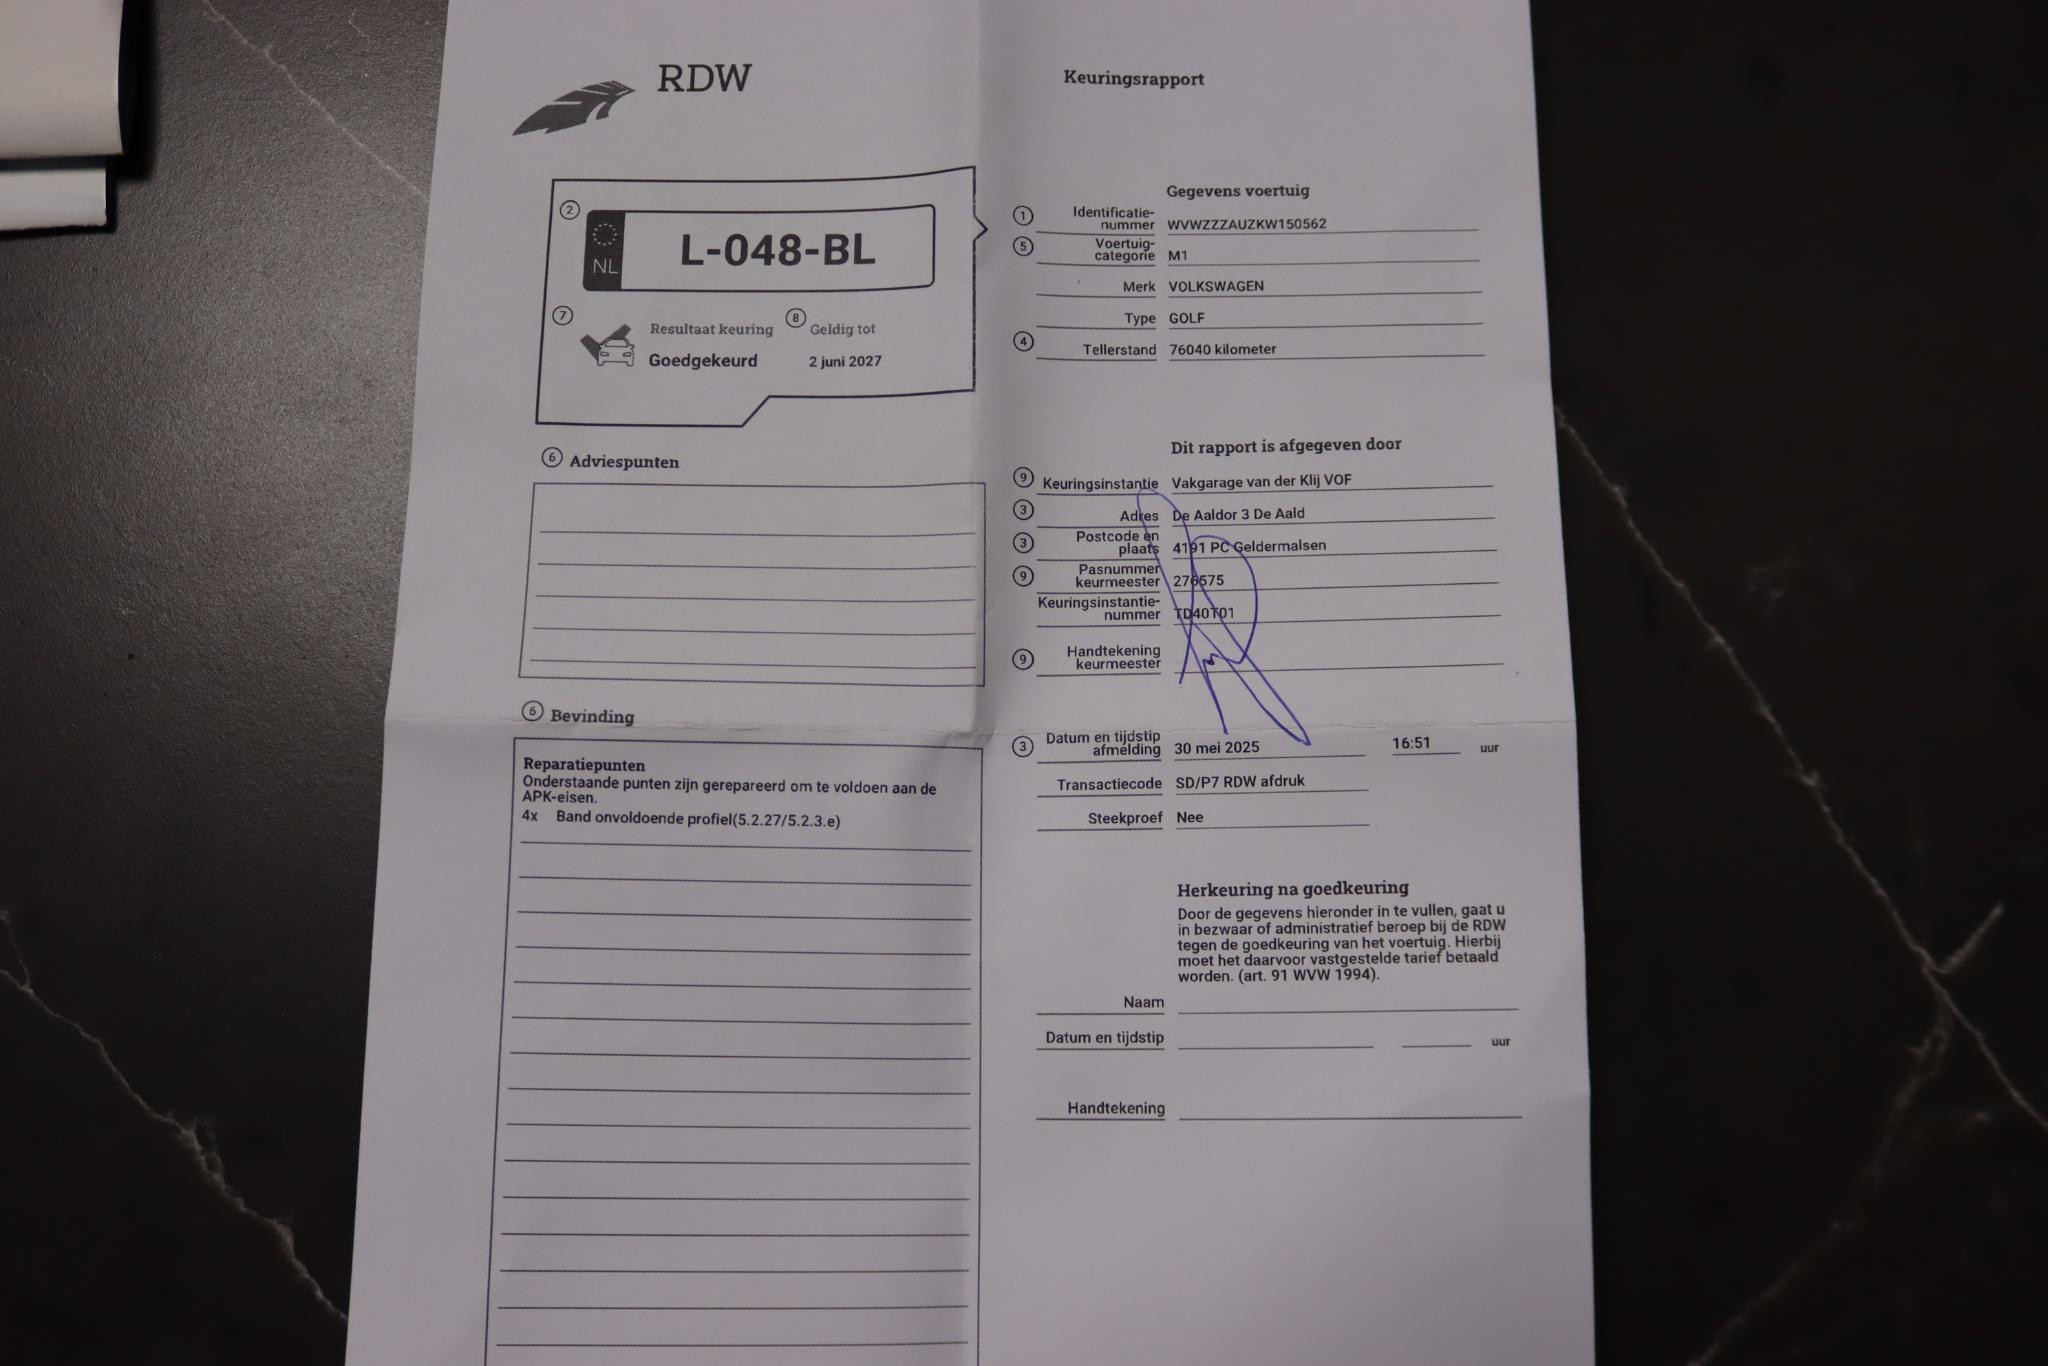 RDW
Keuringsrapport
2
NL
L-048-BL
7
Resultaat keuring
Goedgekeurd
8
Geldig tot
2 juni 2027
Gegevens voertuig
1 Identificatie-
nummer WVWZZZAUZKW150562
5 Voertuig-
categorie M1
Merk VOLKSWAGEN
Type GOLF
4 Tellerstand 76040 kilometer
6 Adviespunten
Dit rapport is afgegeven door
9 Keuringsinstantie Vakgarage van der Klij VOF
3 Adres De Aaldor 3 De Aald
3 Postcode en
plaats 4191 PC Geldermalsen
9 Pasnummer
keurmeester 276575
Keuringsinstantie-
nummer TD40T01
9 Handtekening
keurmeester
6 Bevinding
Reparatiepunten
Onderstaande punten zijn gerepareerd om te voldoen aan de
APK-eisen.
4x Band onvoldoende profiel(5.2.27/5.2.3.e)
3 Datum en tijdstip
afmelding 30 mei 2025 16:51 uur
Transactiecode SD/P7 RDW afdruk
Steekproef Nee
Herkeuring na goedkeuring
Door de gegevens hieronder in te vullen, gaat u
in bezwaar of administratief beroep bij de RDW
tegen de goedkeuring van het voertuig. Hierbij
moet het daarvoor vastgestelde tarief betaald
worden. (art. 91 WVW 1994).
Naam
Datum en tijdstip uur
Handtekening